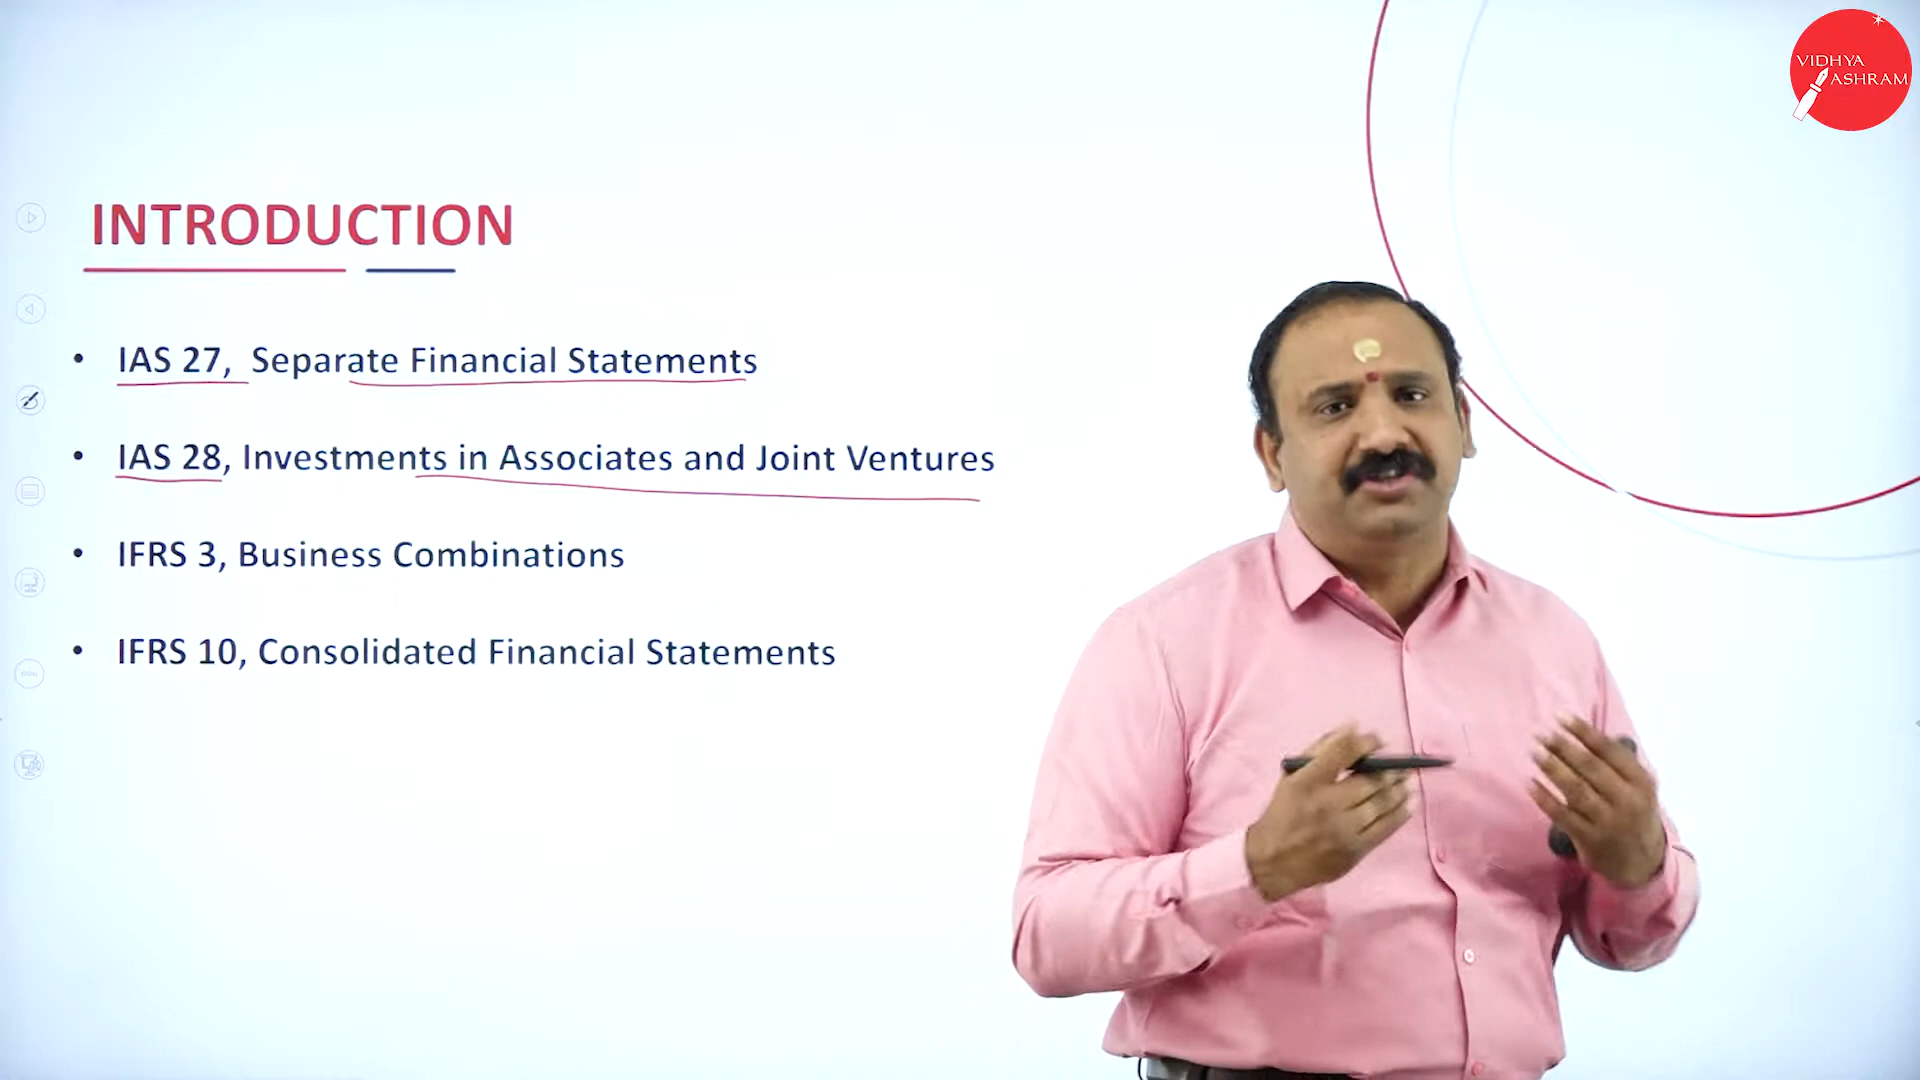 VIDHYA
ASHRAM
INTRODUCTION
• IAS 27, Separate Financial Statements
• IAS 28, Investments in Associates and Joint Ventures
• IFRS 3, Business Combinations
• IFRS 10, Consolidated Financial Statements